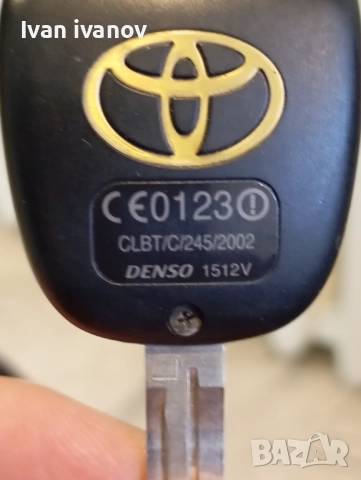 Ivan ivanov
CE0123
CLBT/C/245/2002
DENSO 1512V
L
BAZAR